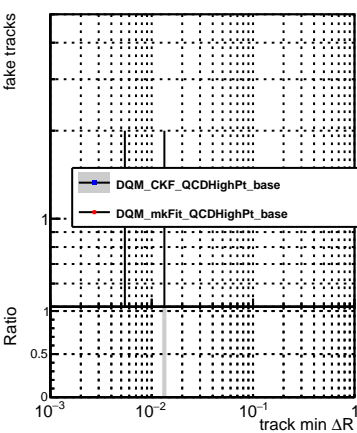 fake tracks
1
DQM_CKF_QCDHighPt_base
DQM_mkFit_QCDHighPt_base
Ratio
1
0.5
0
10⁻³ 10⁻² 10⁻¹ 1
track min ΔR